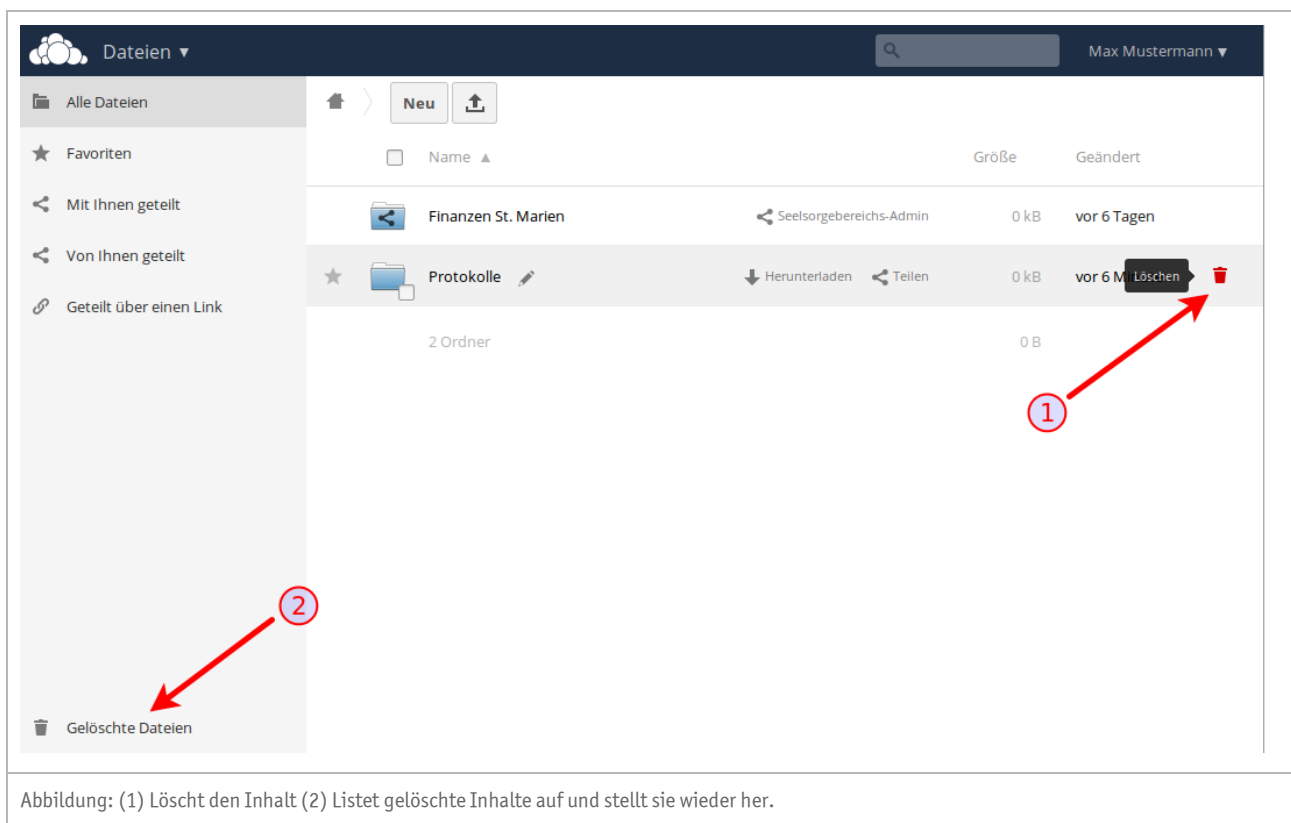 Dateien ▼ Max Mustermann ▼
Alle Dateien
Neu
Favoriten
Name ▲ Größe Geändert
Mit Ihnen geteilt
Finanzen St. Marien Seelsorgebereichs-Admin 0 kB vor 6 Tagen
Von Ihnen geteilt
Protokolle Herunterladen Teilen 0 kB vor 6 Löschen
Geteilt über einen Link
2 Ordner 0 B
1
2
Gelöschte Dateien
Abbildung: (1) Löscht den Inhalt (2) Listet gelöschte Inhalte auf und stellt sie wieder her.